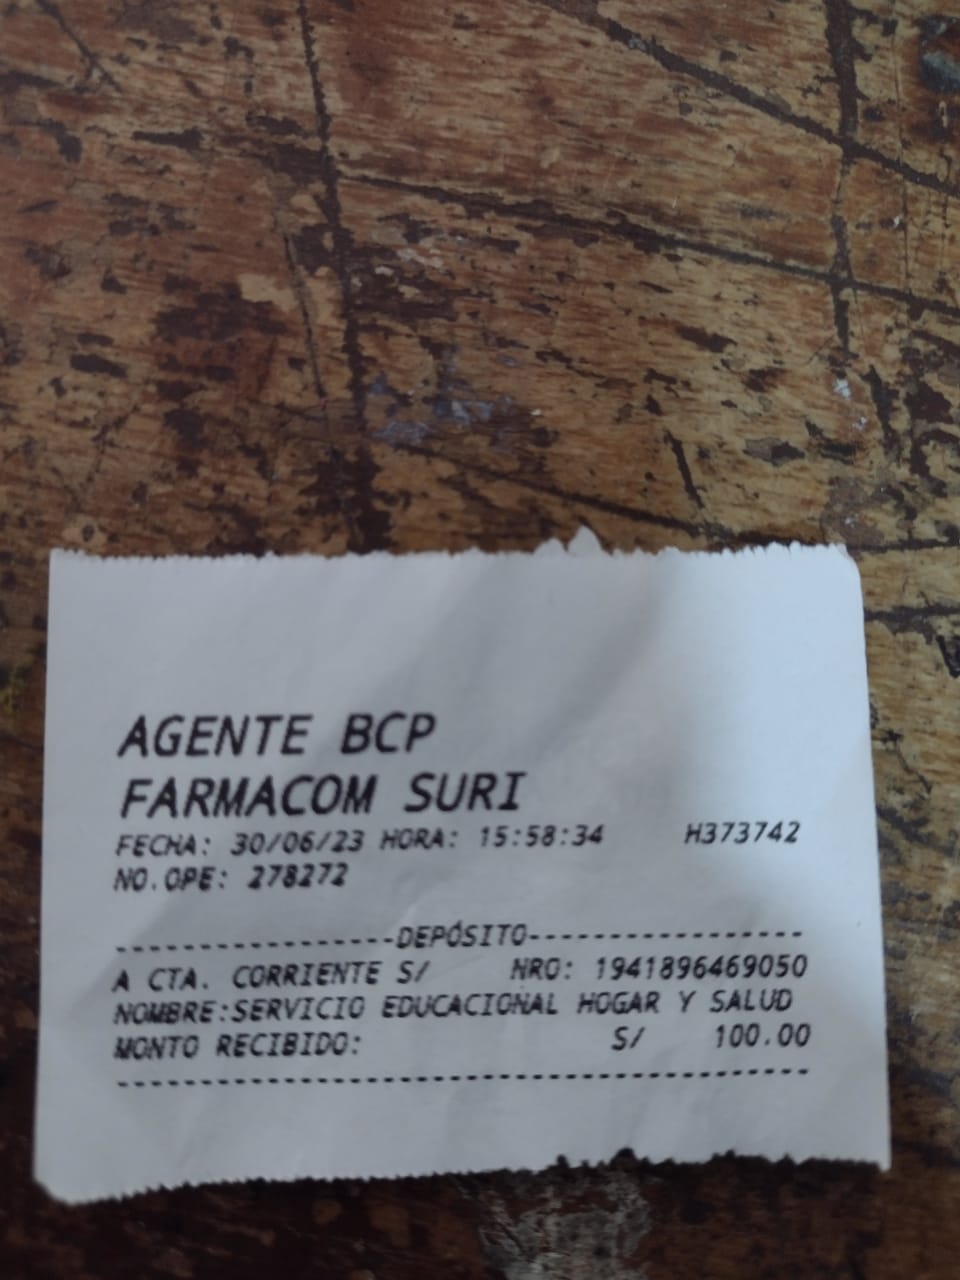 AGENTE BCP
FARMACOM SURI
FECHA: 30/06/23 HORA: 15:58:34 H373742
NO.OPE: 278272
-----------------DEPÓSITO-----------------
A CTA. CORRIENTE S/ NRO: 1941896469050
NOMBRE:SERVICIO EDUCACIONAL HOGAR Y SALUD
MONTO RECIBIDO: S/ 100.00
------------------------------------------